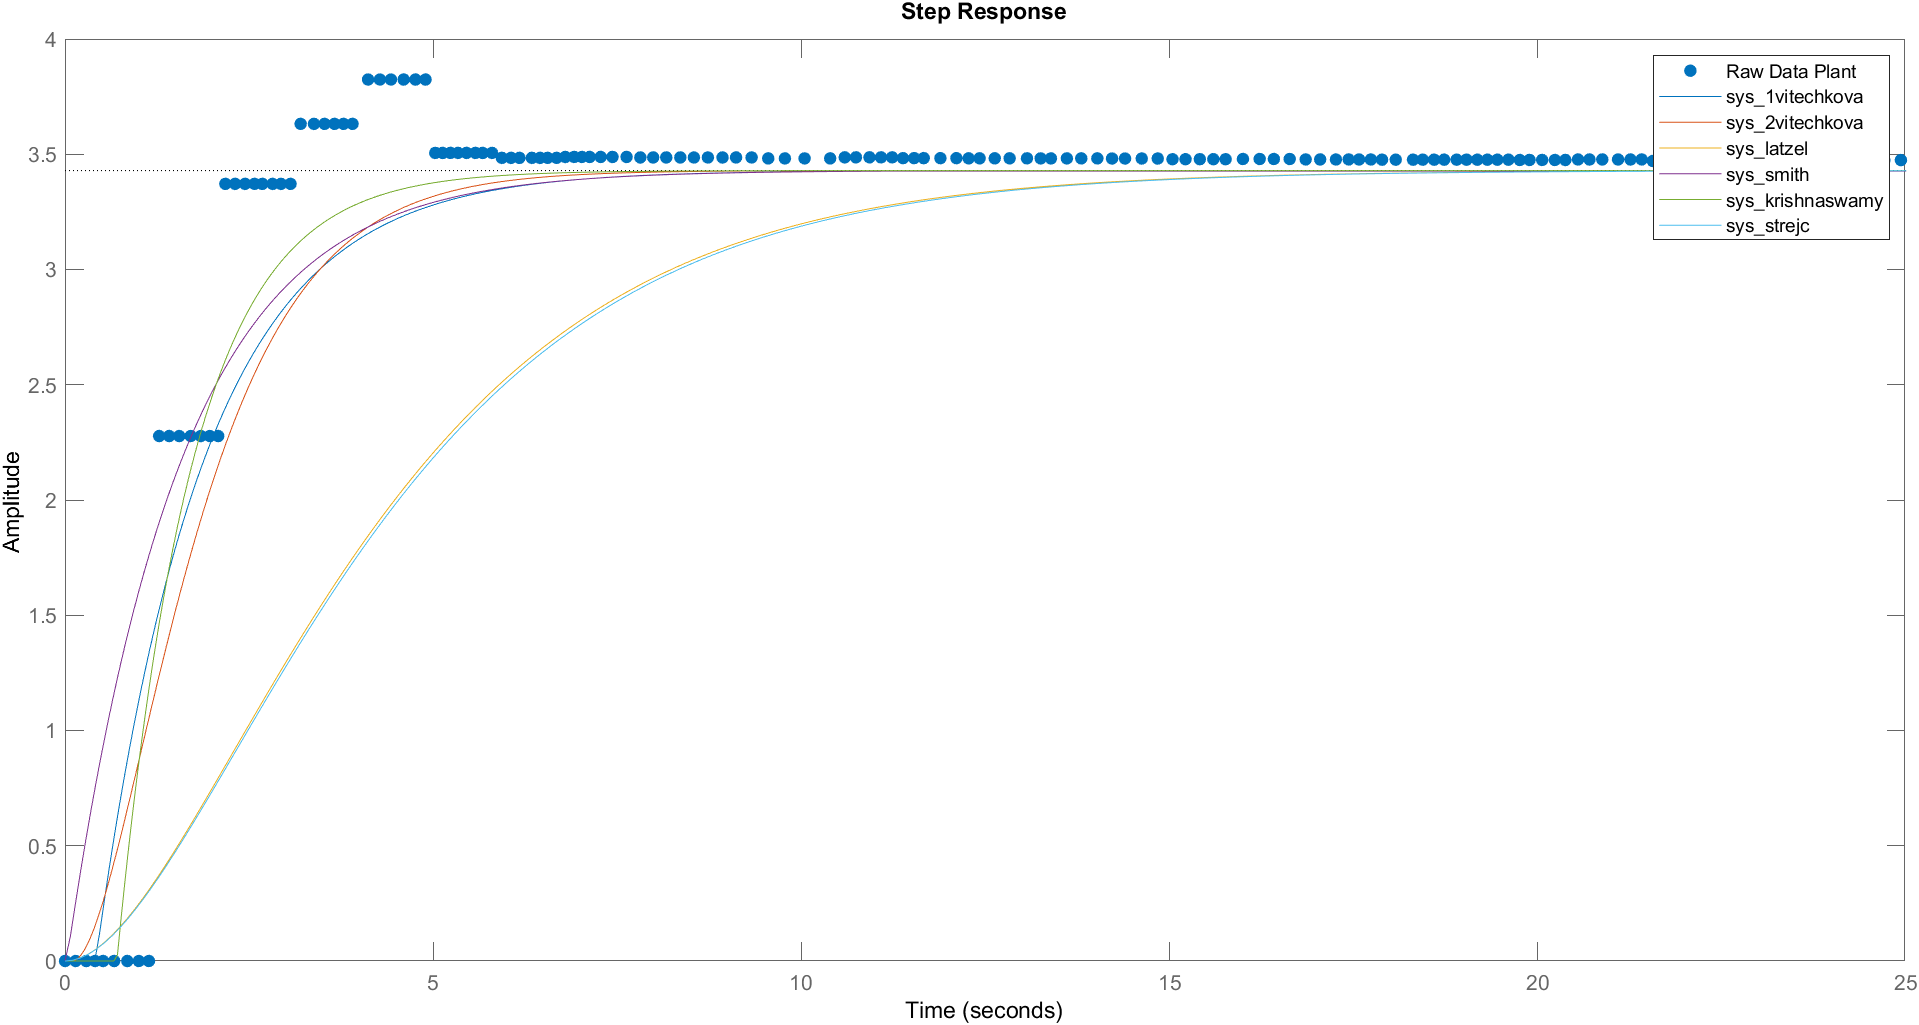 Step Response
4
3.5
3
2.5
2
1.5
1
0.5
0
Amplitude
0 5 10 15 20 25
Time (seconds)
Raw Data Plant
sys_1vitechkova
sys_2vitechkova
sys_latzel
sys_smith
sys_krishnaswamy
sys_strejc